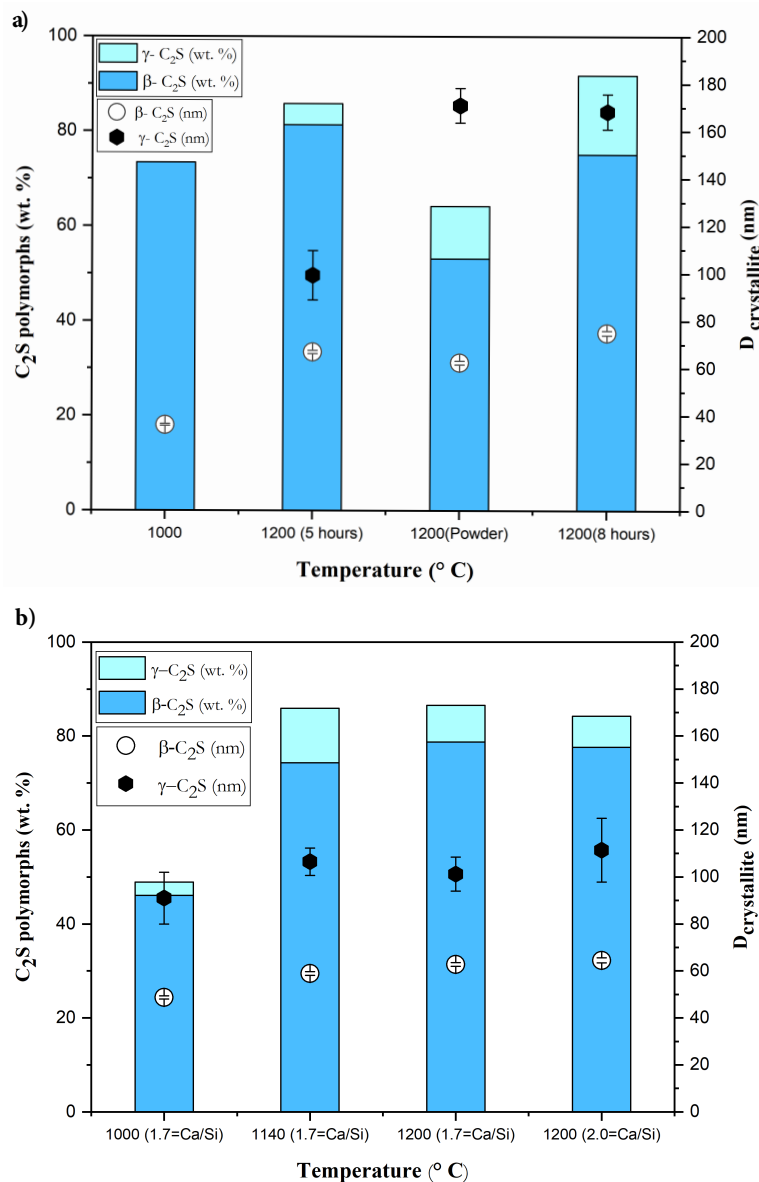 a)
100
80
60
40
20
0
C₂S polymorphs (wt. %)
γ- C₂S (wt. %)
β- C₂S (wt. %)
β- C₂S (nm)
γ- C₂S (nm)
200
180
160
140
120
100
80
60
40
20
0
D crystallite (nm)
1000 1200 (5 hours) 1200(Powder) 1200(8 hours)
Temperature (° C)
b)
100
80
60
40
20
0
C₂S polymorphs (wt. %)
γ−C₂S (wt. %)
β-C₂S (wt. %)
β-C₂S (nm)
γ−C₂S (nm)
200
180
160
140
120
100
80
60
40
20
0
Dcrystallite (nm)
1000 (1.7=Ca/Si) 1140 (1.7=Ca/Si) 1200 (1.7=Ca/Si) 1200 (2.0=Ca/Si)
Temperature (° C)